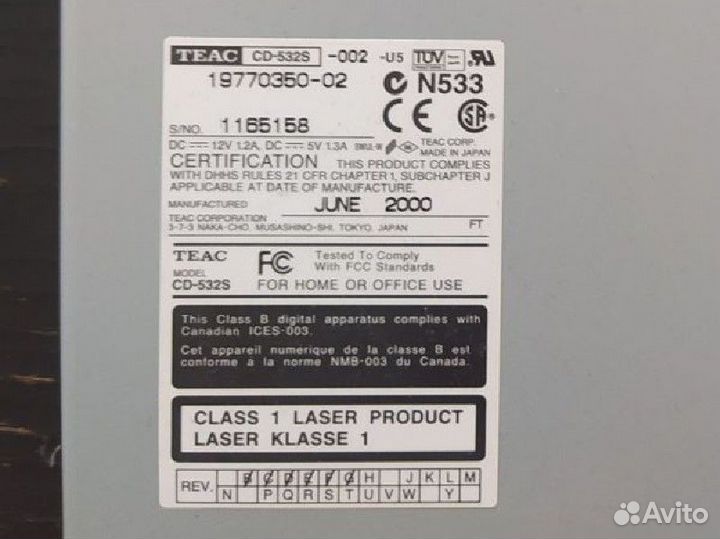 TEAC CD-532S -002 -U5 TÜV
19770350-02 N533
S/NO. 1165158 CE SA
DC 12V 1.2A, DC 5V 1.3A TEAC CORP.
MADE IN JAPAN
CERTIFICATION THIS PRODUCT COMPLIES
WITH DHHS RULES 21 CFR CHAPTER 1, SUBCHAPTER J
APPLICABLE AT DATE OF MANUFACTURE.
MANUFACTURED JUNE 2000
TEAC CORPORATION
3-7-3 NAKA-CHO, MUSASHINO-SHI, TOKYO, JAPAN FT
TEAC
MODEL
CD-532S
FC Tested To Comply
With FCC Standards
FOR HOME OR OFFICE USE
This Class B digital apparatus complies with
Canadian ICES-003.
Cet appareil numérique de la classe B est
conforme a la norme NMB-003 du Canada.
CLASS 1 LASER PRODUCT
LASER KLASSE 1
REV. B C D E F G H J K L M
N P Q R S T U V W Y
Avito